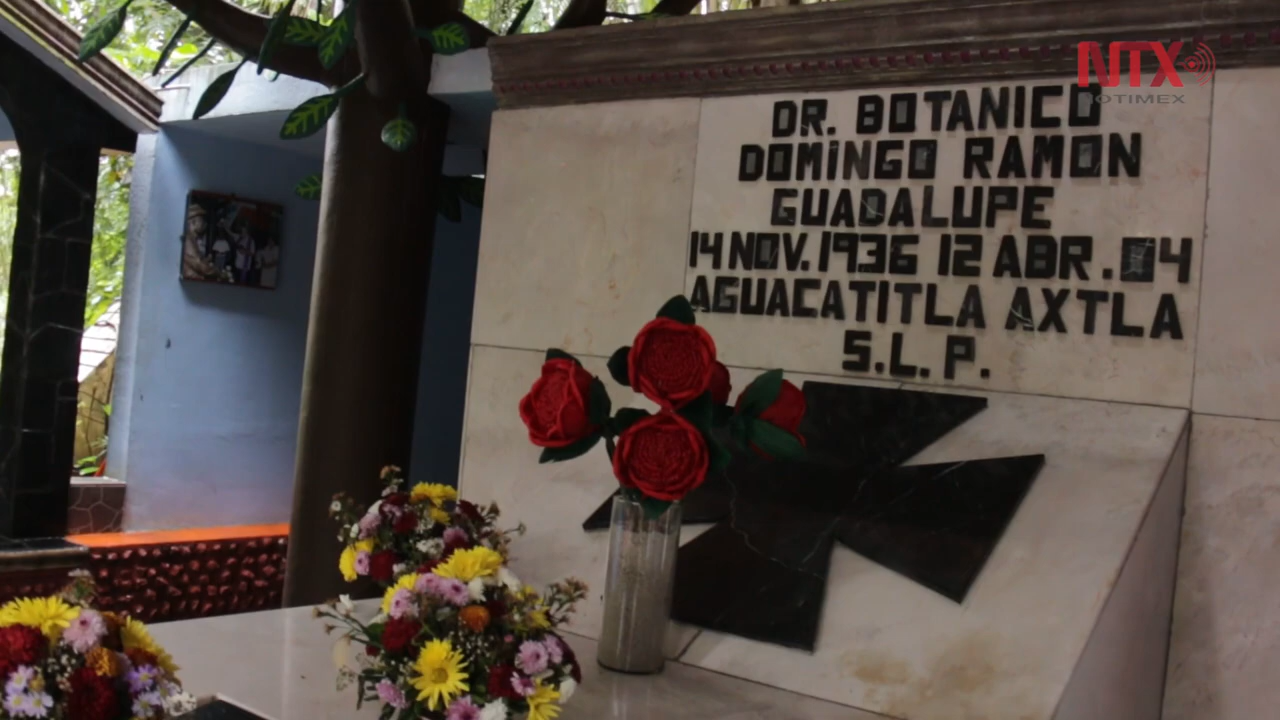 NTX
NOTIMEX
DR. BOTANICO
DOMINGO RAMON
GUADALUPE
14 NOV. 1936 12 ABR. 04
AGUACATITLA AXTLA
S.L.P.